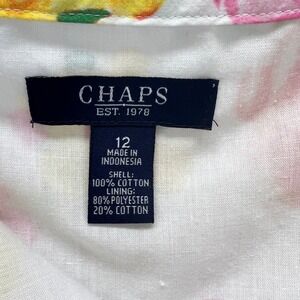 CHAPS
EST. 1978
12
MADE IN
INDONESIA
SHELL:
100% COTTON
LINING:
80% POLYESTER
20% COTTON